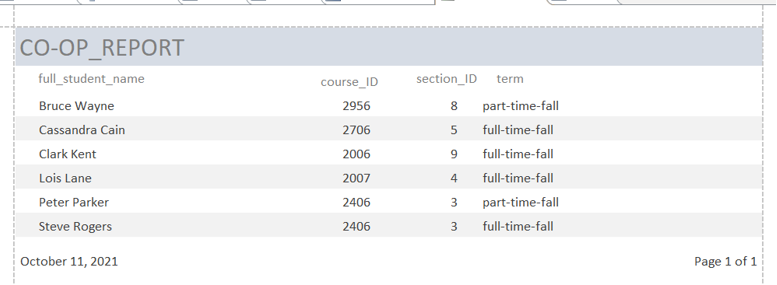 CO-OP_REPORT
full_student_name course_ID section_ID term
Bruce Wayne 2956 8 part-time-fall
Cassandra Cain 2706 5 full-time-fall
Clark Kent 2006 9 full-time-fall
Lois Lane 2007 4 full-time-fall
Peter Parker 2406 3 part-time-fall
Steve Rogers 2406 3 full-time-fall
October 11, 2021 Page 1 of 1